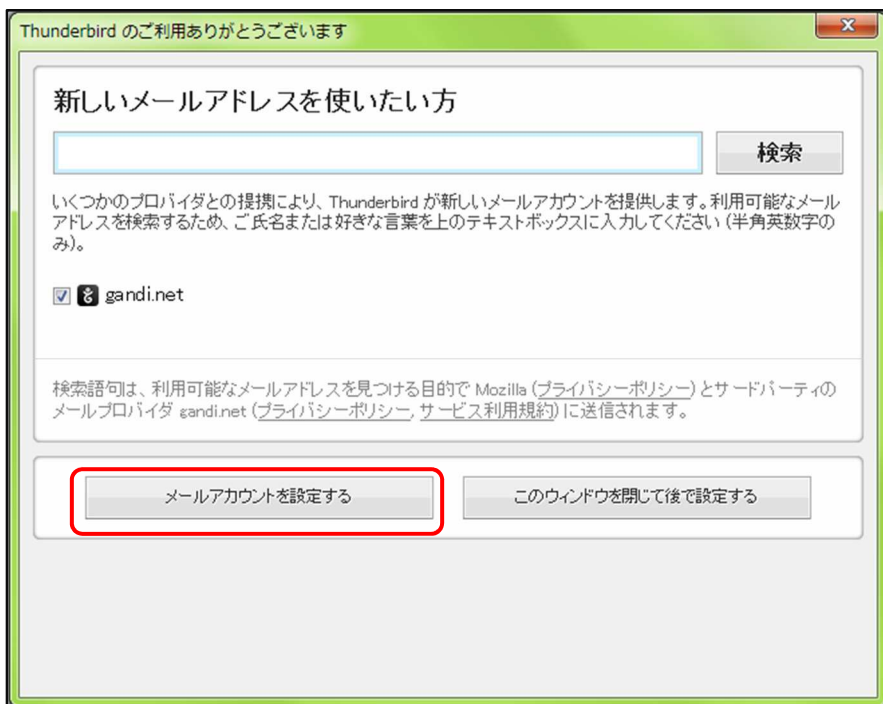 Thunderbird のご利用ありがとうございます
新しいメールアドレスを使いたい方
検索
いくつかのプロバイダとの提携により、Thunderbird が新しいメールアカウントを提供します。利用可能なメール
アドレスを検索するため、ご氏名または好きな言葉を上のテキストボックスに入力してください (半角英数字の
み)。
gandi.net
検索語句は、利用可能なメールアドレスを見つける目的で Mozilla (プライバシーポリシー) とサードパーティの
メールプロバイダ gandi.net (プライバシーポリシー, サービス利用規約) に送信されます。
メールアカウントを設定する
このウィンドウを閉じて後で設定する